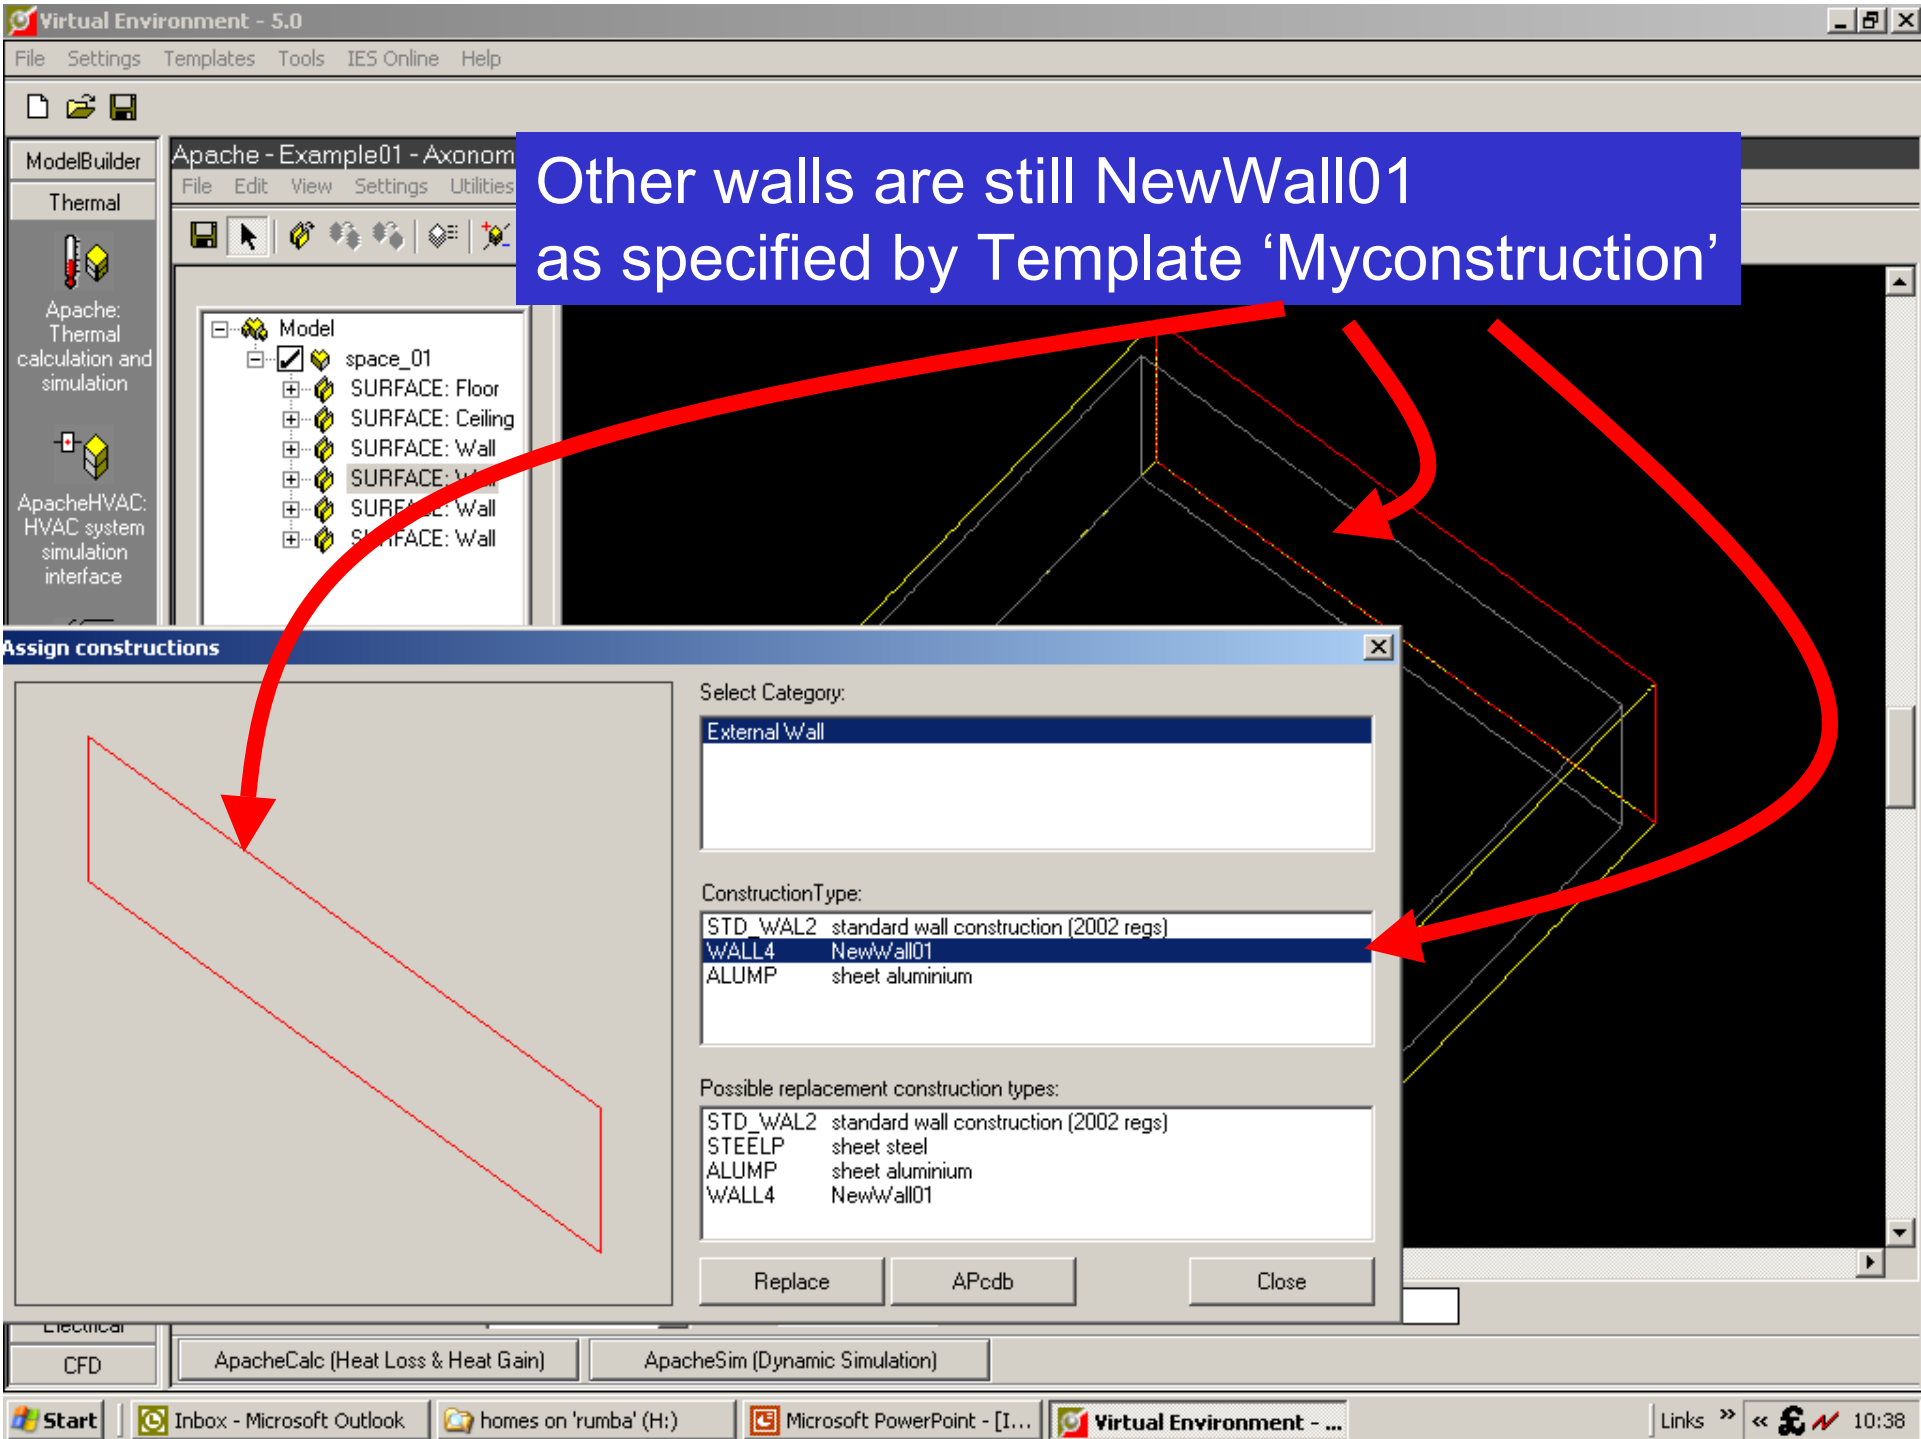 Virtual Environment - 5.0
File Settings Templates Tools IES Online Help
ModelBuilder
Thermal
Apache:
Thermal
calculation and
simulation
ApacheHVAC:
HVAC system
simulation
interface
Apache - Example01 - Axonom
File Edit View Settings Utilities
Other walls are still NewWall01
as specified by Template ‘Myconstruction’
Model
space_01
SURFACE: Floor
SURFACE: Ceiling
SURFACE: Wall
SURFACE: Wall
SURFACE: Wall
SURFACE: Wall
Assign constructions
Select Category:
External Wall
ConstructionType:
STD_WAL2 standard wall construction (2002 regs)
WALL4 NewWall01
ALUMP sheet aluminium
Possible replacement construction types:
STD_WAL2 standard wall construction (2002 regs)
STEELP sheet steel
ALUMP sheet aluminium
WALL4 NewWall01
Replace APcdb Close
Electrical
CFD
ApacheCalc (Heat Loss & Heat Gain) ApacheSim (Dynamic Simulation)
Start Inbox - Microsoft Outlook homes on 'rumba' (H:) Microsoft PowerPoint - [I... Virtual Environment - ... Links » « 10:38